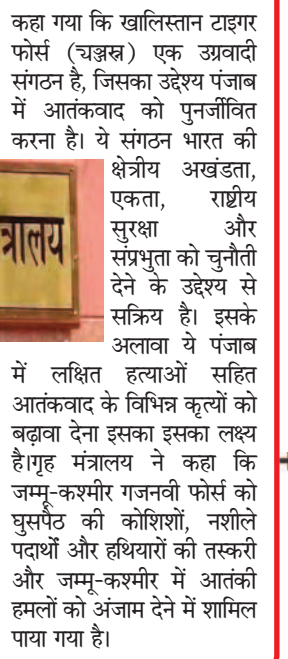 कहा गया कि खालिस्तान टाइगर
फोर्स (चञ्जस्न) एक उग्रवादी
संगठन है, जिसका उद्देश्य पंजाब
में आतंकवाद को पुनर्जीवित
करना है। ये संगठन भारत की
क्षेत्रीय अखंडता,
एकता, राष्ट्रीय
सुरक्षा और
संप्रभुता को चुनौती
देने के उद्देश्य से
सक्रिय है। इसके
अलावा ये पंजाब
में लक्षित हत्याओं सहित
आतंकवाद के विभिन्न कृत्यों को
बढ़ावा देना इसका इसका लक्ष्य
है।गृह मंत्रालय ने कहा कि
जम्मू-कश्मीर गजनवी फोर्स को
घुसपैठ की कोशिशों, नशीले
पदार्थों और हथियारों की तस्करी
और जम्मू-कश्मीर में आतंकी
हमलों को अंजाम देने में शामिल
पाया गया है।
त्रालय